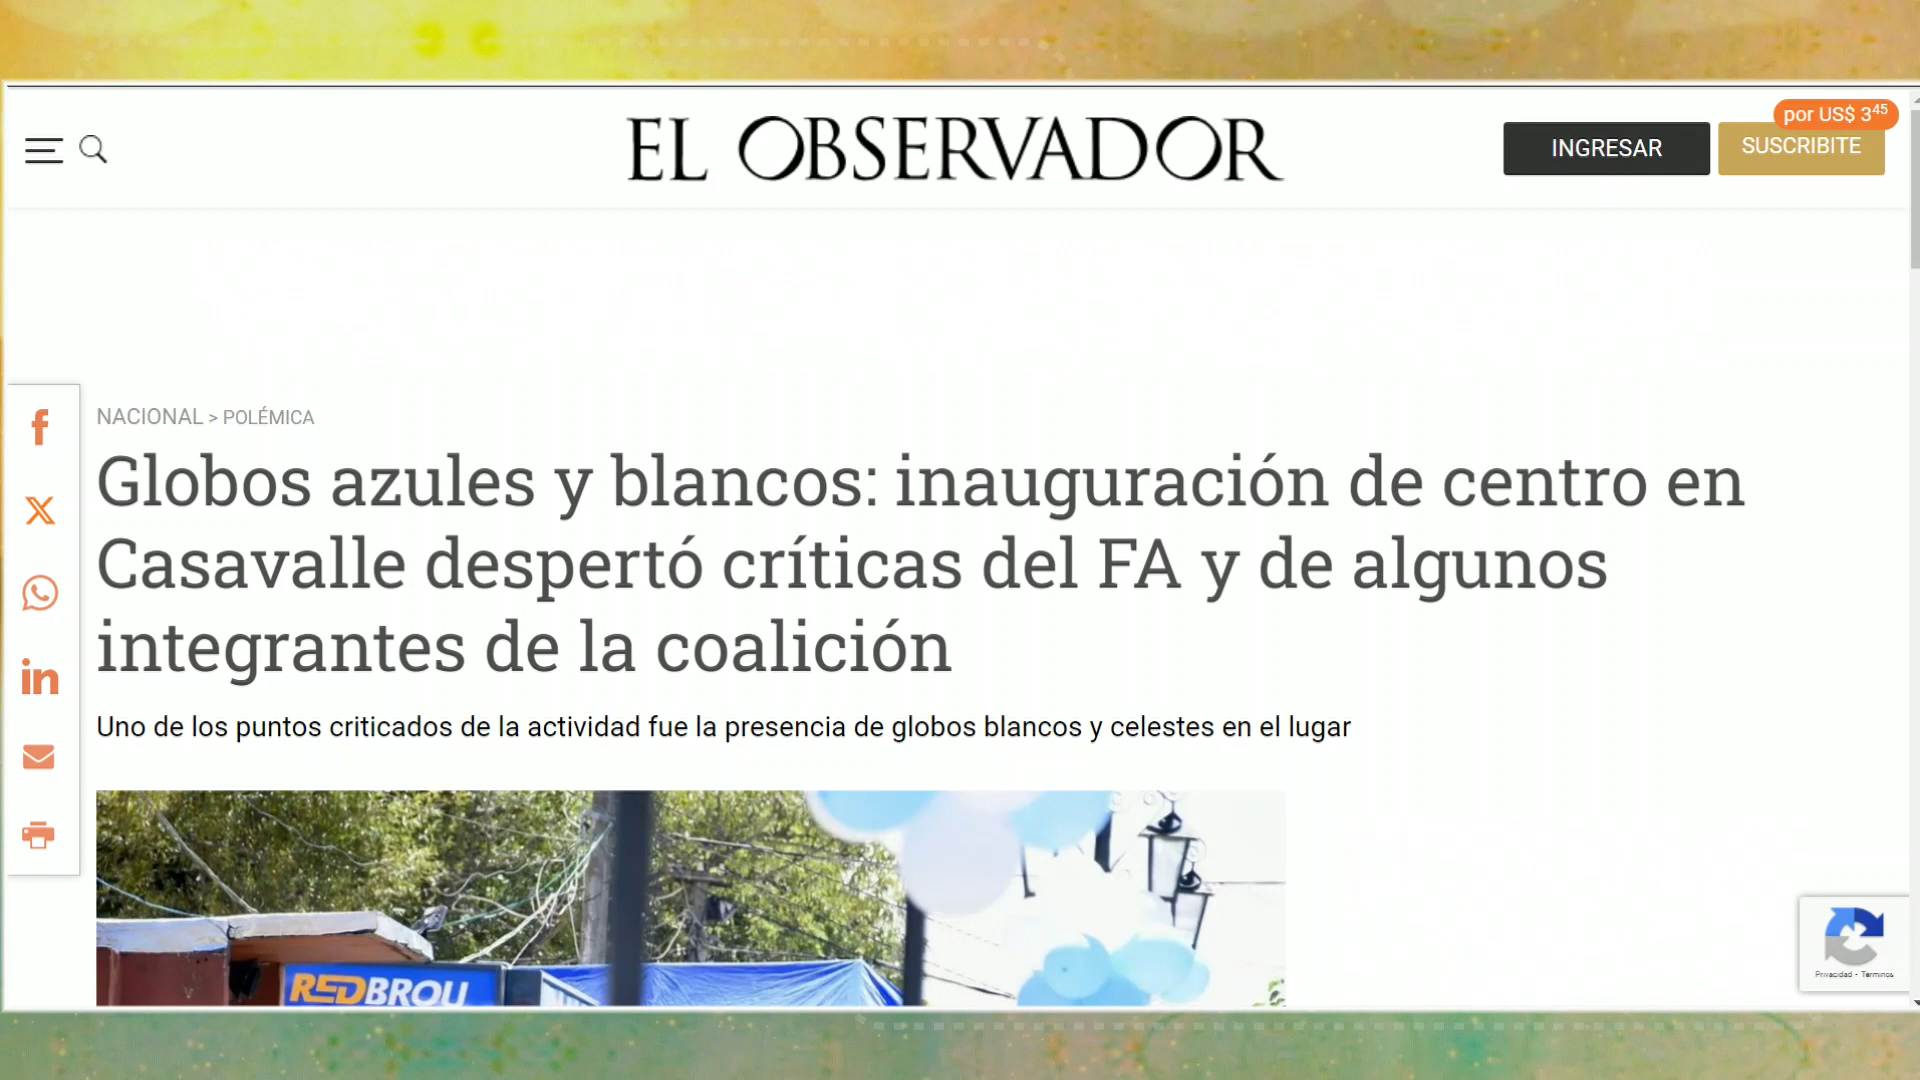 EL OBSERVADOR
INGRESAR
por US$ 3⁴⁵
SUSCRIBITE
NACIONAL > POLÉMICA
Globos azules y blancos: inauguración de centro en
Casavalle despertó críticas del FA y de algunos
integrantes de la coalición
Uno de los puntos criticados de la actividad fue la presencia de globos blancos y celestes en el lugar
REDBROU
Privacidad - Términos